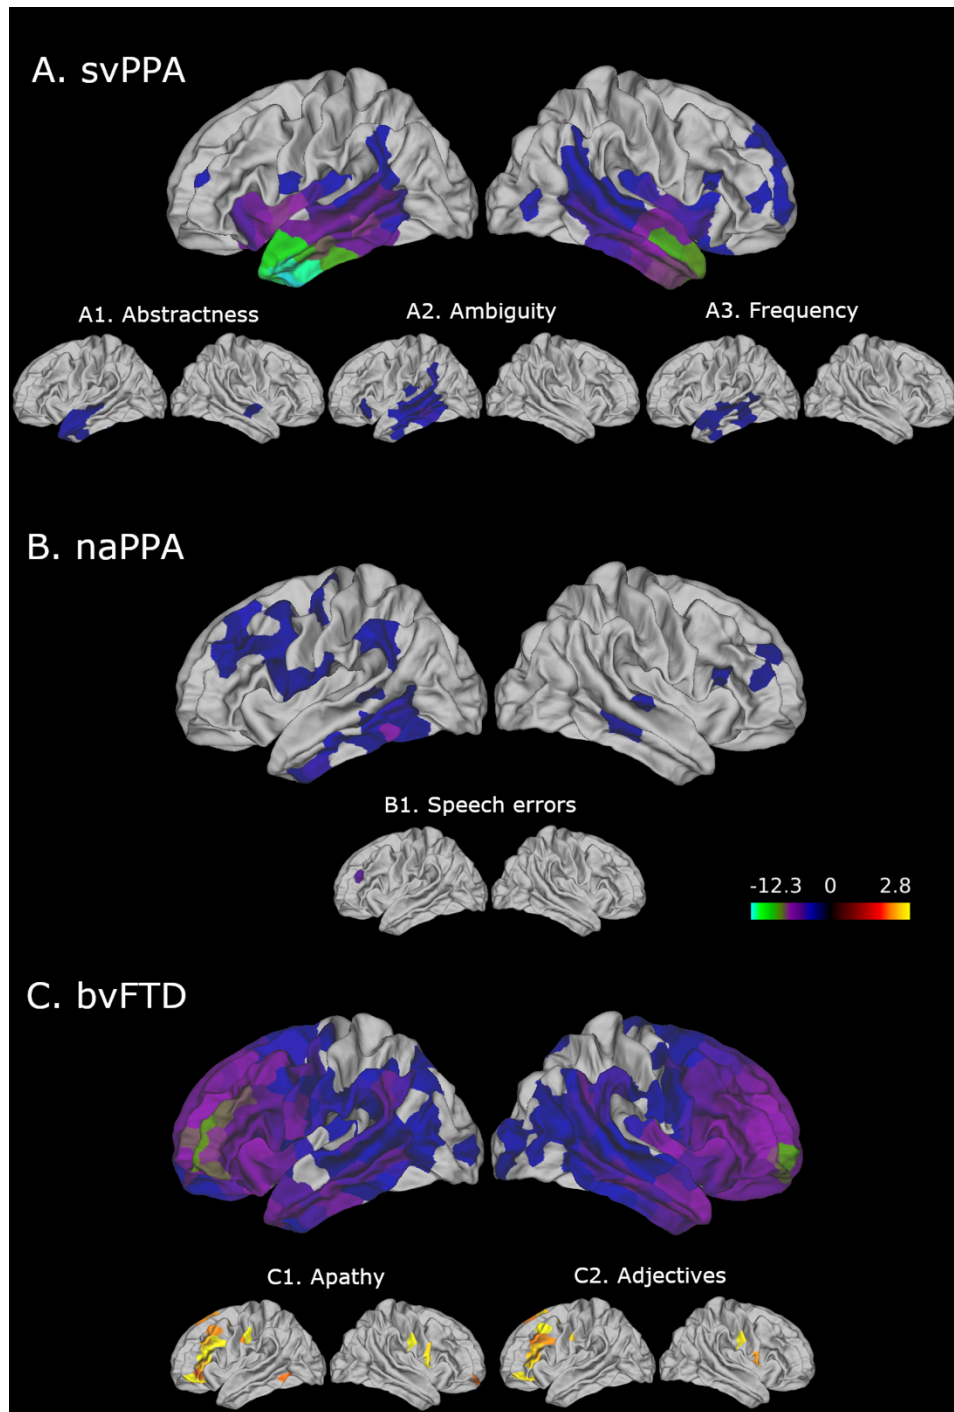 A. svPPA
A1. Abstractness
A2. Ambiguity
A3. Frequency
B. naPPA
B1. Speech errors
-12.3 0 2.8
C. bvFTD
C1. Apathy
C2. Adjectives